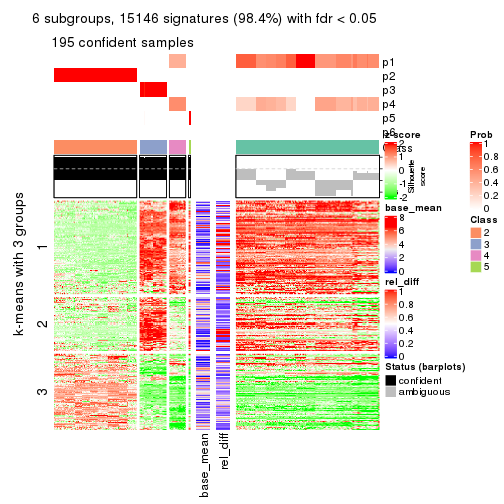 6 subgroups, 15146 signatures (98.4%) with fdr < 0.05
195 confident samples
p1
p2
p3
p4
p5
p6
Class
z-score
2
1
0
-1
-2
Silhouette
score
base_mean
8
6
4
2
0
rel_diff
1
0.8
0.6
0.4
0.2
0
Status (barplots)
confident
ambiguous
Prob
1
0.8
0.6
0.4
0.2
0
Class
2
3
4
5
k-means with 3 groups
1
2
3
base_mean
rel_diff